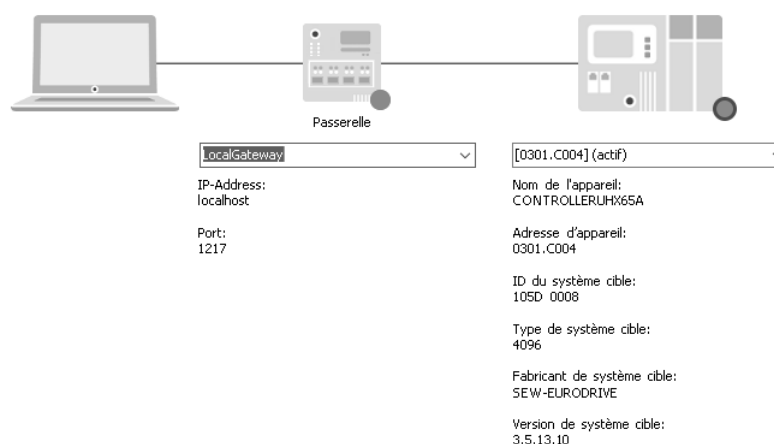 Passerelle
LocalGateway
[0301.C004] (actif)
IP-Address:
localhost
Port:
1217
Nom de l'appareil:
CONTROLLERUHX65A
Adresse d'appareil:
0301.C004
ID du système cible:
105D 0008
Type de système cible:
4096
Fabricant de système cible:
SEW-EURODRIVE
Version de système cible:
3.5.13.10